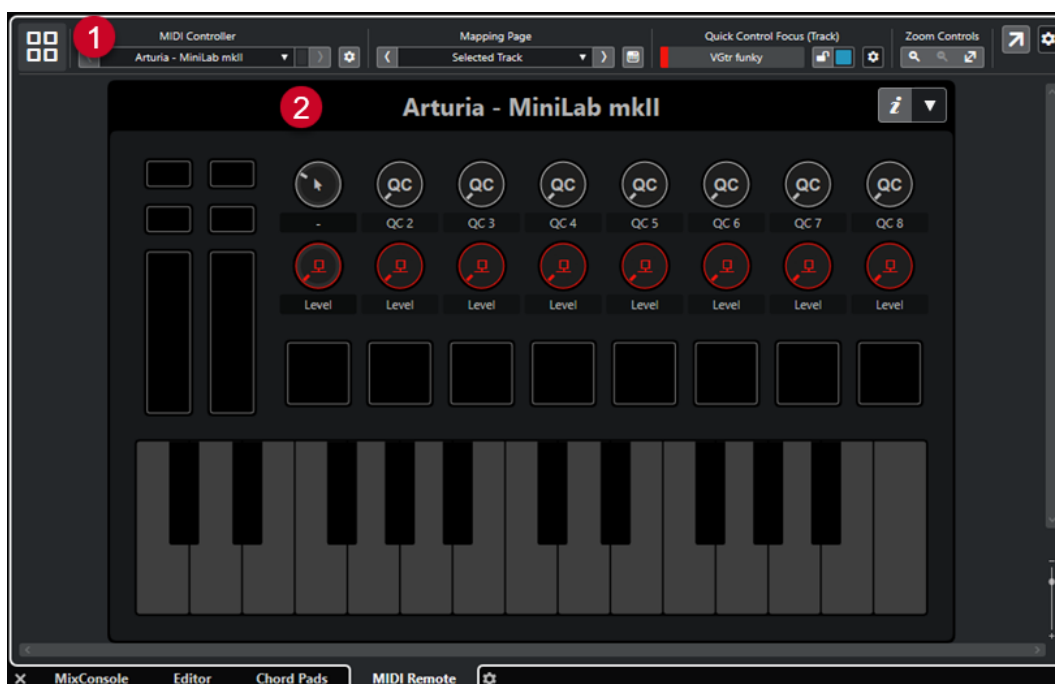 1
MIDI Controller
Mapping Page
Quick Control Focus (Track)
Zoom Controls
Arturia - MiniLab mkII
Selected Track
VGtr funky
2
Arturia - MiniLab mkII
i
QC QC QC QC QC QC QC
- QC 2 QC 3 QC 4 QC 5 QC 6 QC 7 QC 8
Level Level Level Level Level Level Level Level
MixConsole Editor Chord Pads MIDI Remote